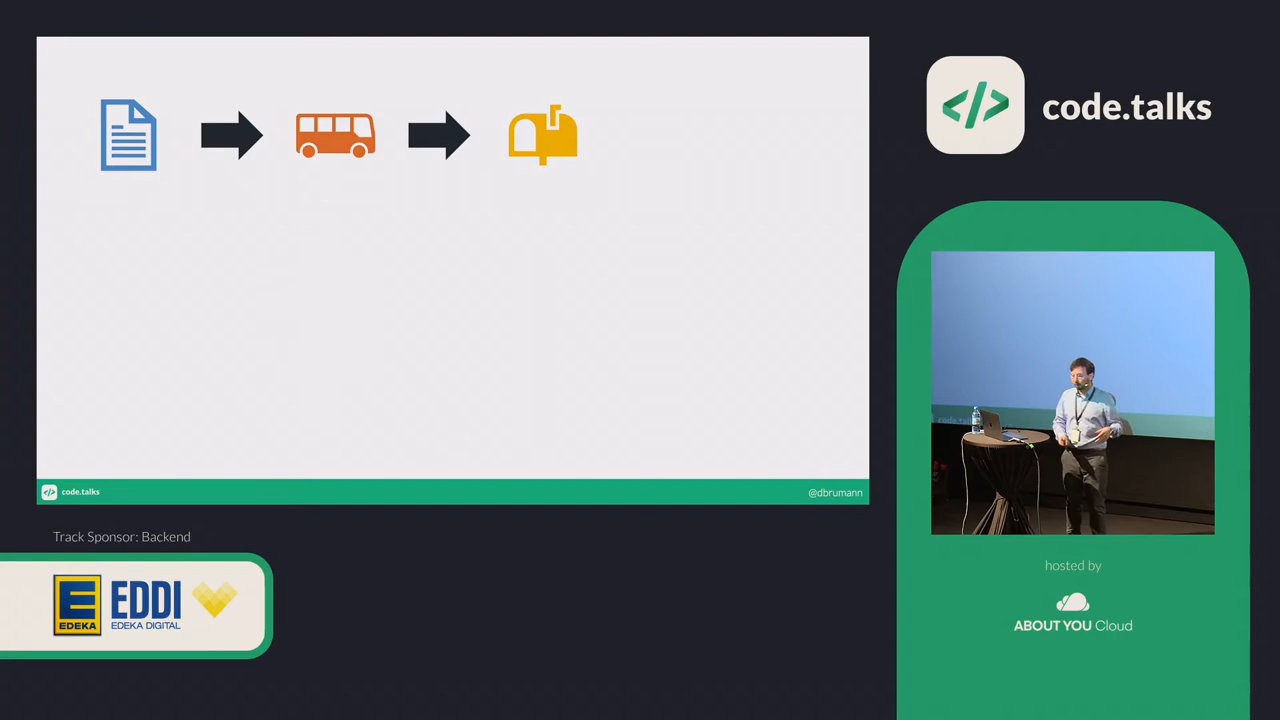 code.talks
code.talks
@dbrumann
Track Sponsor: Backend
EDEKA
EDDI
EDEKA DIGITAL
hosted by
ABOUT YOU Cloud